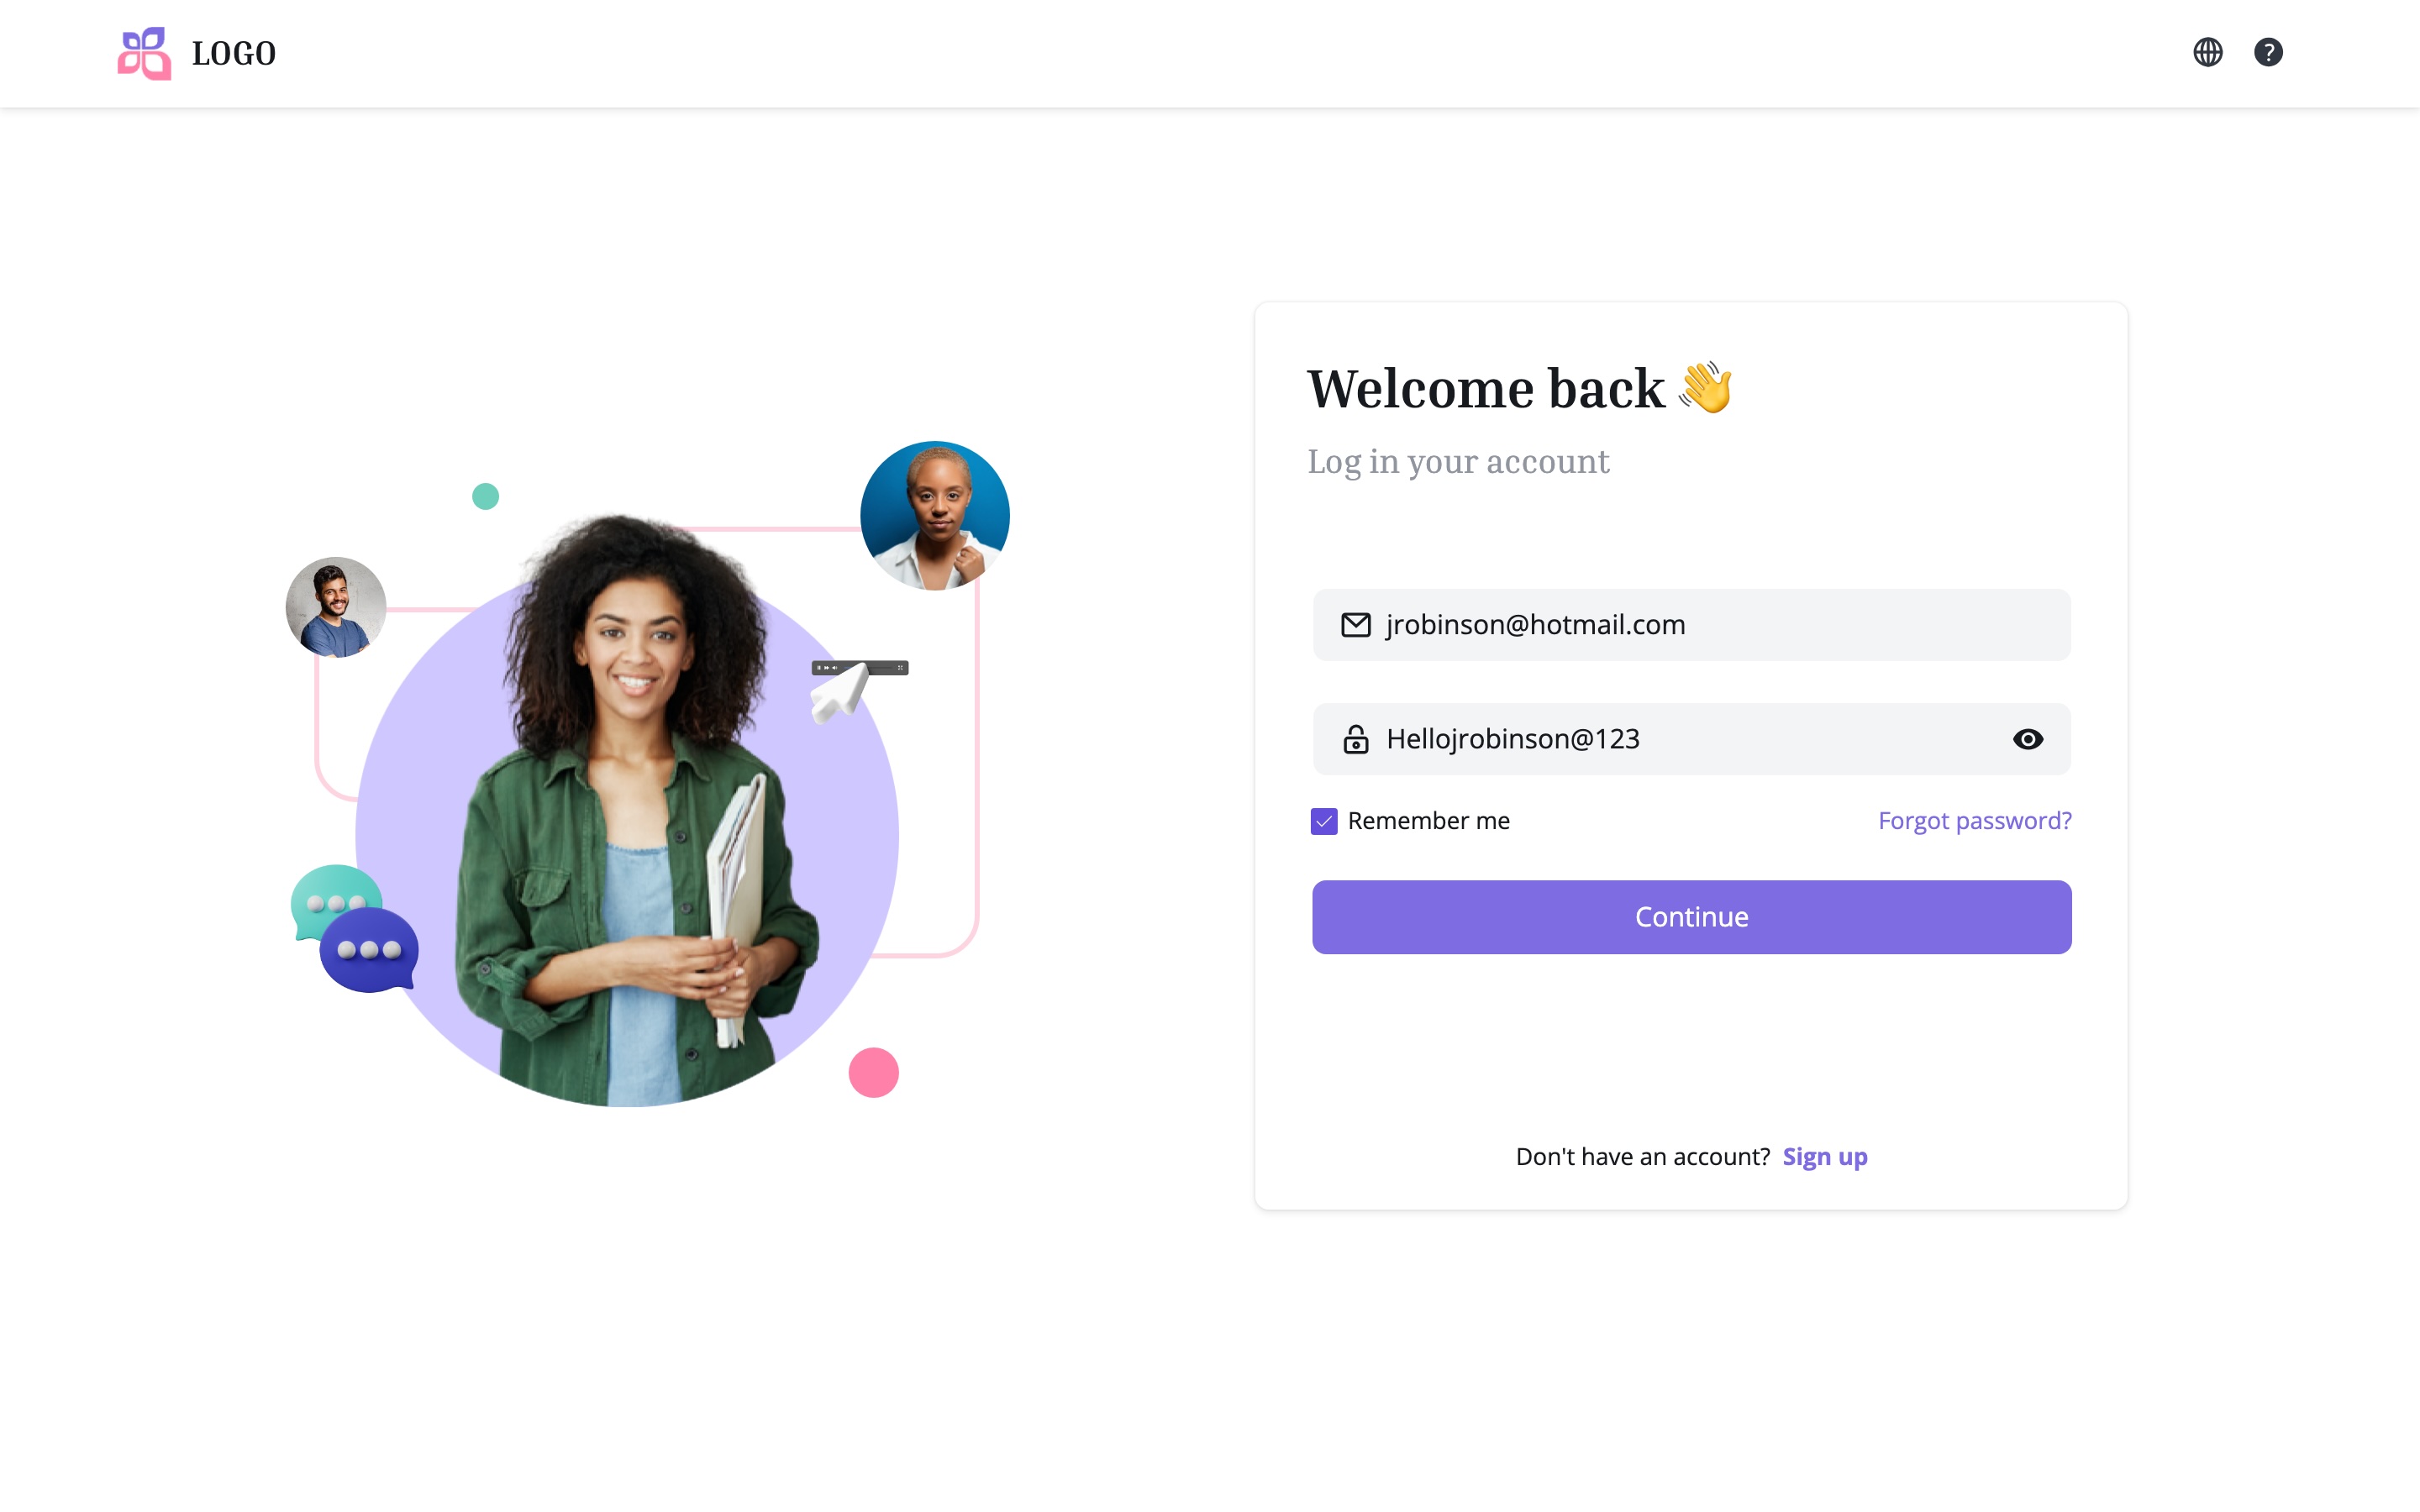 LOGO
Welcome back 👋
Log in your account
jrobinson@hotmail.com
Hellojrobinson@123
Remember me
Forgot password?
Continue
Don't have an account? Sign up